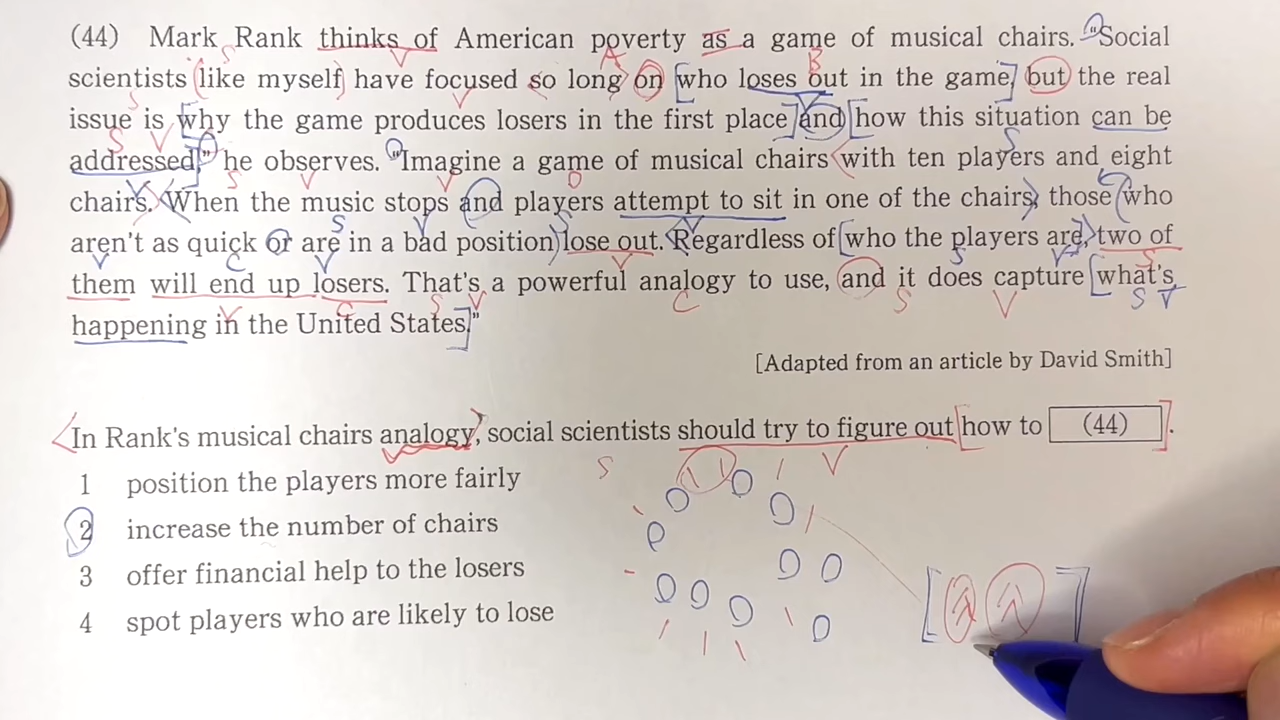 (44) Mark Rank thinks of American poverty as a game of musical chairs. "Social
scientists like myself have focused so long on who loses out in the game, but the real
issue is why the game produces losers in the first place and how this situation can be
addressed," he observes. "Imagine a game of musical chairs with ten players and eight
chairs. When the music stops and players attempt to sit in one of the chairs, those who
aren't as quick or are in a bad position lose out. Regardless of who the players are, two of
them will end up losers. That's a powerful analogy to use, and it does capture what's
happening in the United States."
[Adapted from an article by David Smith]
In Rank's musical chairs analogy, social scientists should try to figure out how to (44).
1 position the players more fairly
2 increase the number of chairs
3 offer financial help to the losers
4 spot players who are likely to lose